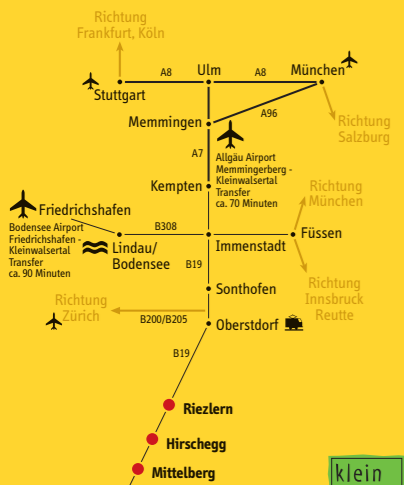 Richtung
Frankfurt, Köln
A8
Ulm
A8
München
Stuttgart
Memmingen
A96
Richtung
Salzburg
A7
Allgäu Airport
Memmingerberg -
Kleinwalsertal
Transfer
ca. 70 Minuten
Kempten
Richtung
München
Friedrichshafen
Bodensee Airport
Friedrichshafen -
Kleinwalsertal
Transfer
ca. 90 Minuten
B308
Lindau/
Bodensee
Immenstadt
Füssen
B19
Richtung
Innsbruck
Reutte
Sonthofen
Richtung
Zürich
B200/B205
Oberstdorf
B19
Riezlern
Hirschegg
Mittelberg
klein